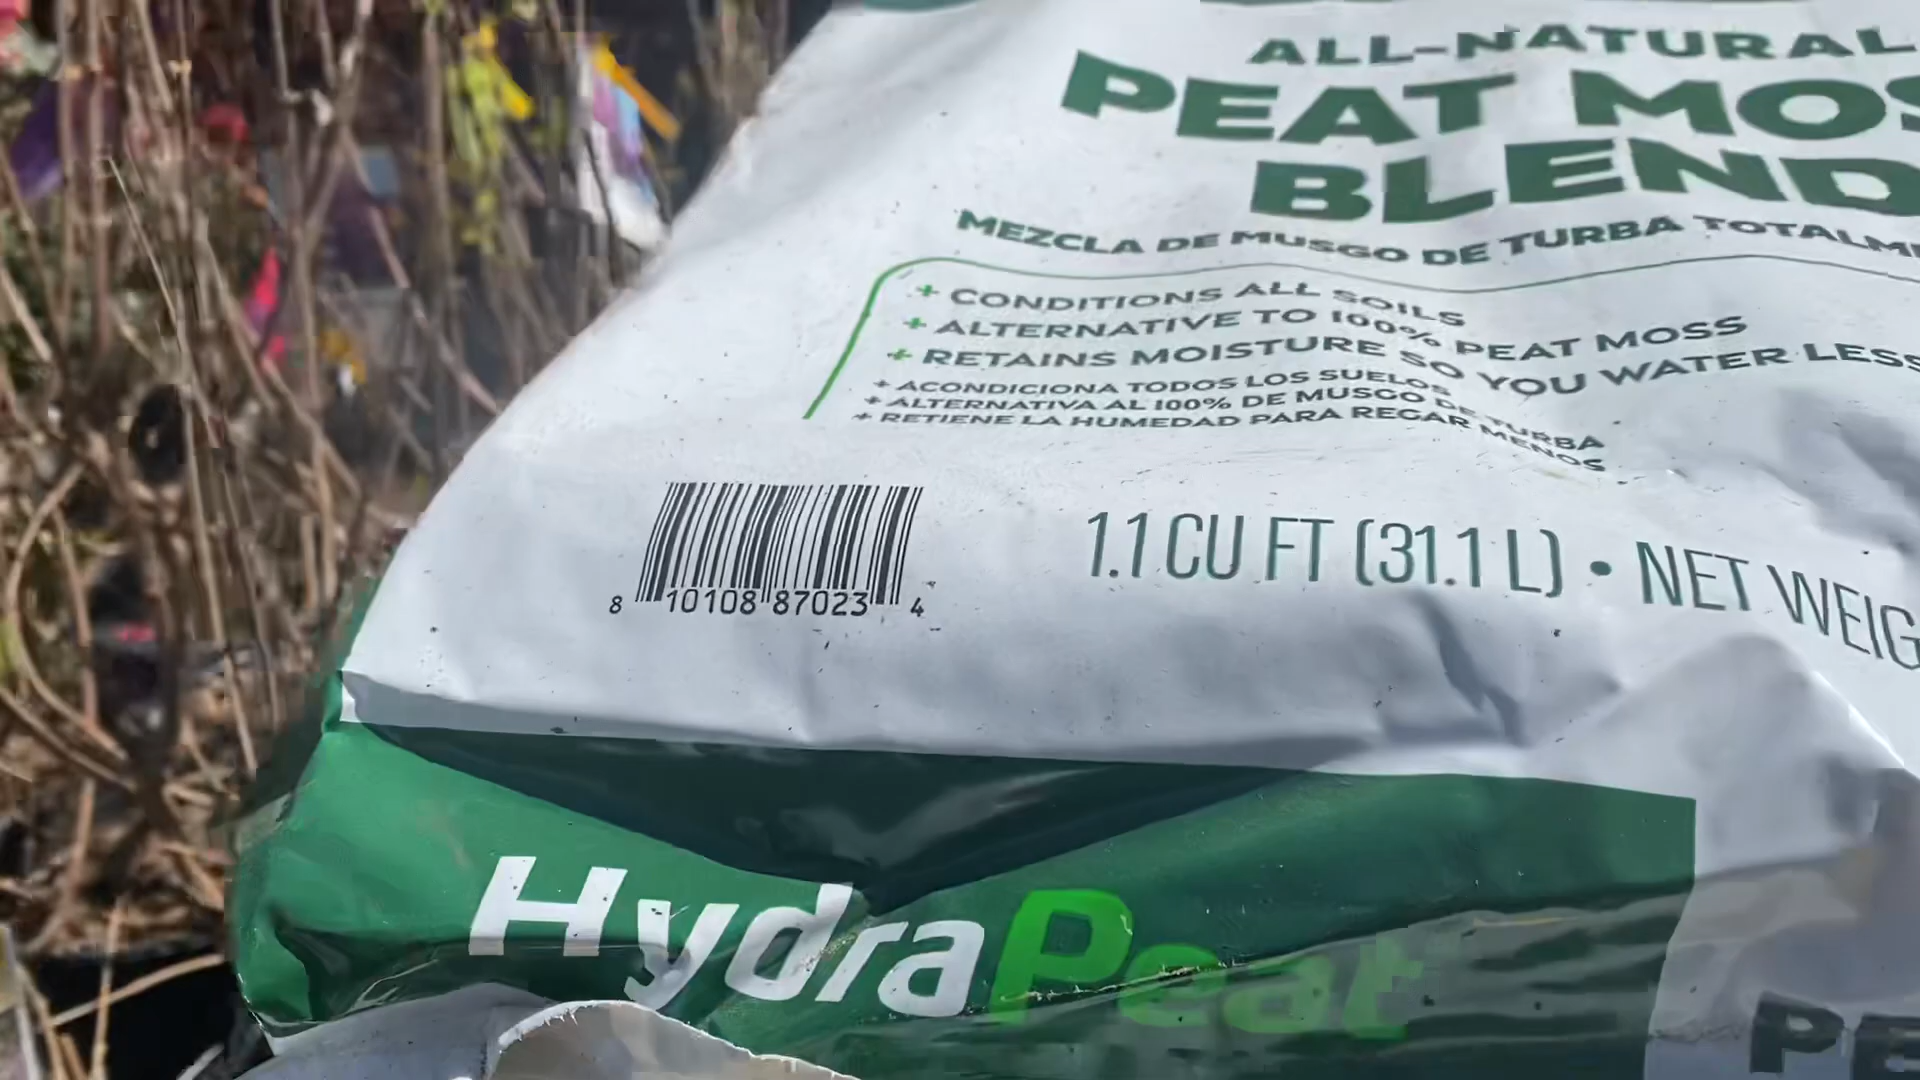 ALL-NATURAL
PEAT MOS
BLEND
MEZCLA DE MUSGO DE TURBA TOTALME
+ CONDITIONS ALL SOILS
+ ALTERNATIVE TO 100% PEAT MOSS
+ RETAINS MOISTURE SO YOU WATER LESS
+ ACONDICIONA TODOS LOS SUELOS
+ ALTERNATIVA AL 100% DE MUSGO DE TURBA
+ RETIENE LA HUMEDAD PARA REGAR MENOS
8 10108 87023 4
1.1 CU FT (31.1 L) • NET WEIG
HydraPeat
PE